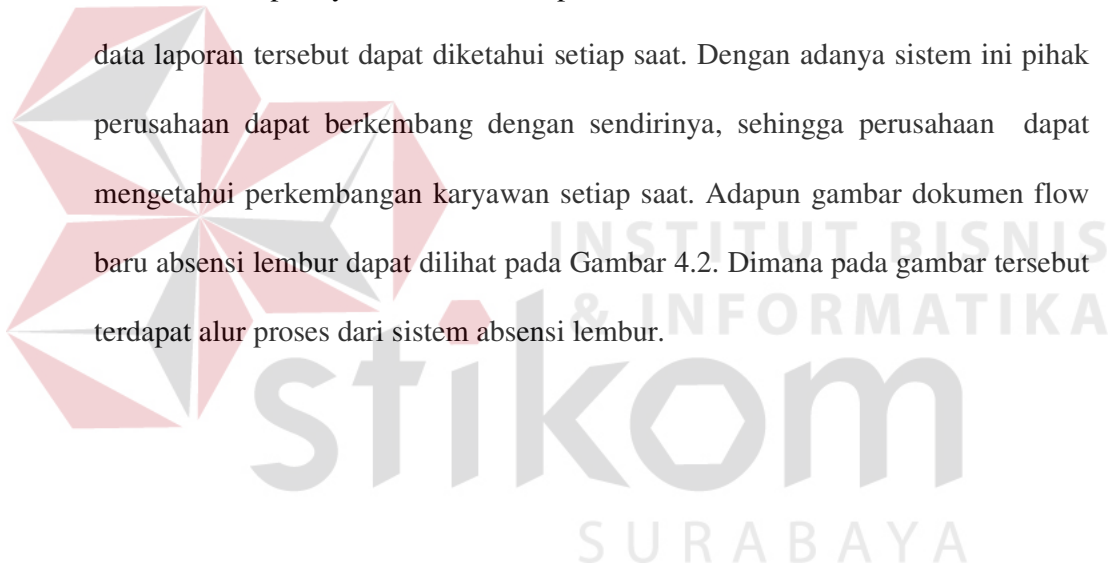 data laporan tersebut dapat diketahui setiap saat. Dengan adanya sistem ini pihak
perusahaan dapat berkembang dengan sendirinya, sehingga perusahaan dapat
mengetahui perkembangan karyawan setiap saat. Adapun gambar dokumen flow
baru absensi lembur dapat dilihat pada Gambar 4.2. Dimana pada gambar tersebut
terdapat alur proses dari sistem absensi lembur.
INSTITUT BISNIS
& INFORMATIKA
stikom
SURABAYA